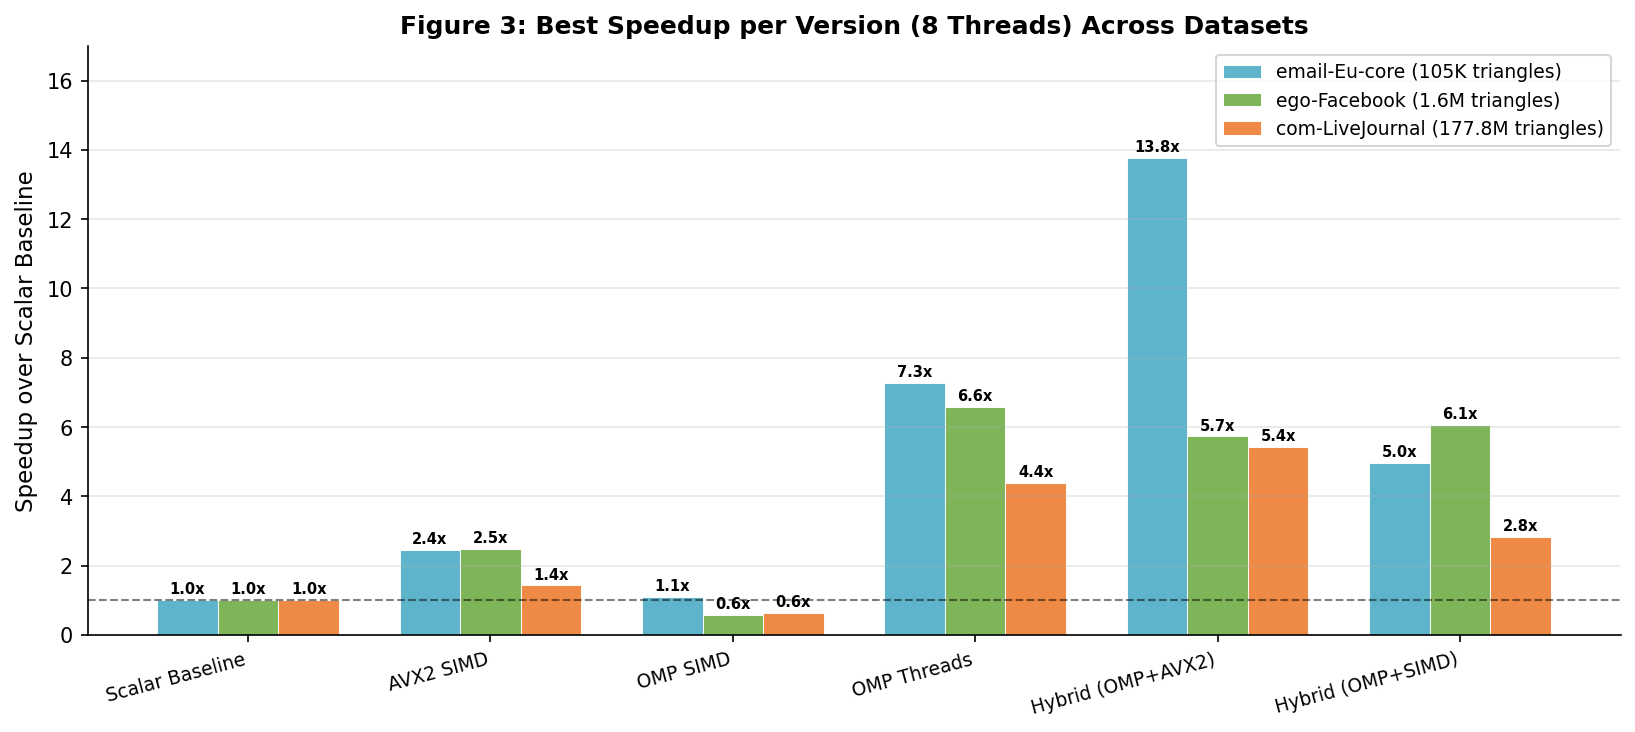 Figure 3: Best Speedup per Version (8 Threads) Across Datasets
email-Eu-core (105K triangles)
ego-Facebook (1.6M triangles)
com-LiveJournal (177.8M triangles)
Speedup over Scalar Baseline
16
14
12
10
8
6
4
2
0
1.0x 1.0x 1.0x
2.4x 2.5x 1.4x
1.1x 0.6x 0.6x
7.3x 6.6x 4.4x
13.8x 5.7x 5.4x
5.0x 6.1x 2.8x
Scalar Baseline
AVX2 SIMD
OMP SIMD
OMP Threads
Hybrid (OMP+AVX2)
Hybrid (OMP+SIMD)